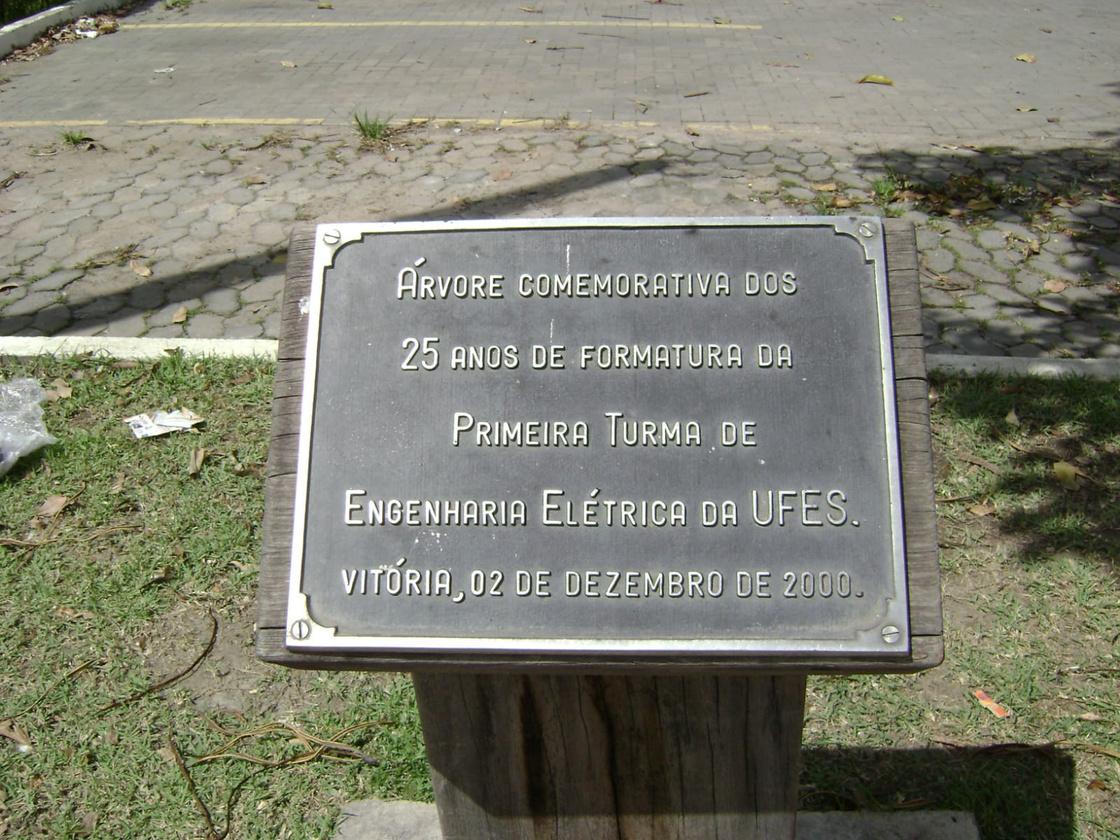 Árvore comemorativa dos
25 anos de formatura da
Primeira Turma de
Engenharia Elétrica da UFES.
Vitória, 02 de dezembro de 2000.